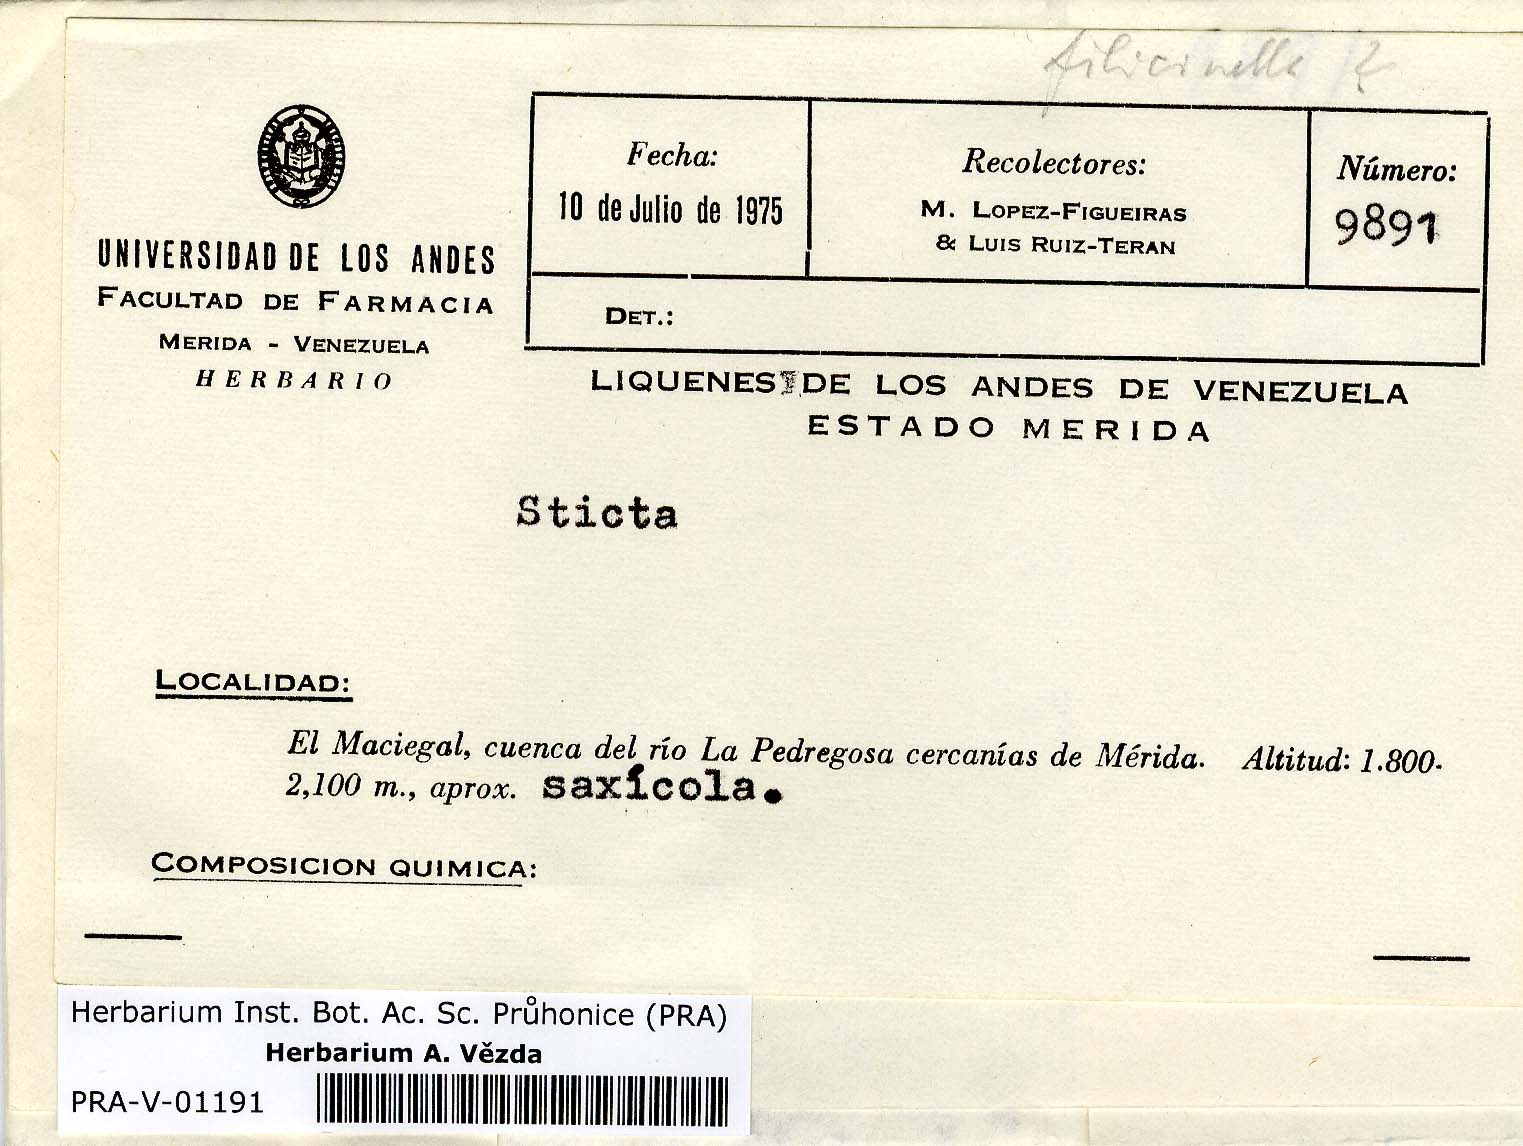 filicinella
UNIVERSIDAD DE LOS ANDES
FACULTAD DE FARMACIA
MERIDA - VENEZUELA
HERBARIO
Fecha:
10 de Julio de 1975
Recolectores:
M. LOPEZ-FIGUEIRAS
& LUIS RUIZ-TERAN
Número:
9891
DET.:
LIQUENES DE LOS ANDES DE VENEZUELA
ESTADO MERIDA
Sticta
LOCALIDAD:
El Maciegal, cuenca del río La Pedregosa cercanías de Mérida. Altitud: 1.800-
2,100 m., aprox. saxícola.
COMPOSICION QUIMICA:
Herbarium Inst. Bot. Ac. Sc. Průhonice (PRA)
Herbarium A. Vězda
PRA-V-01191